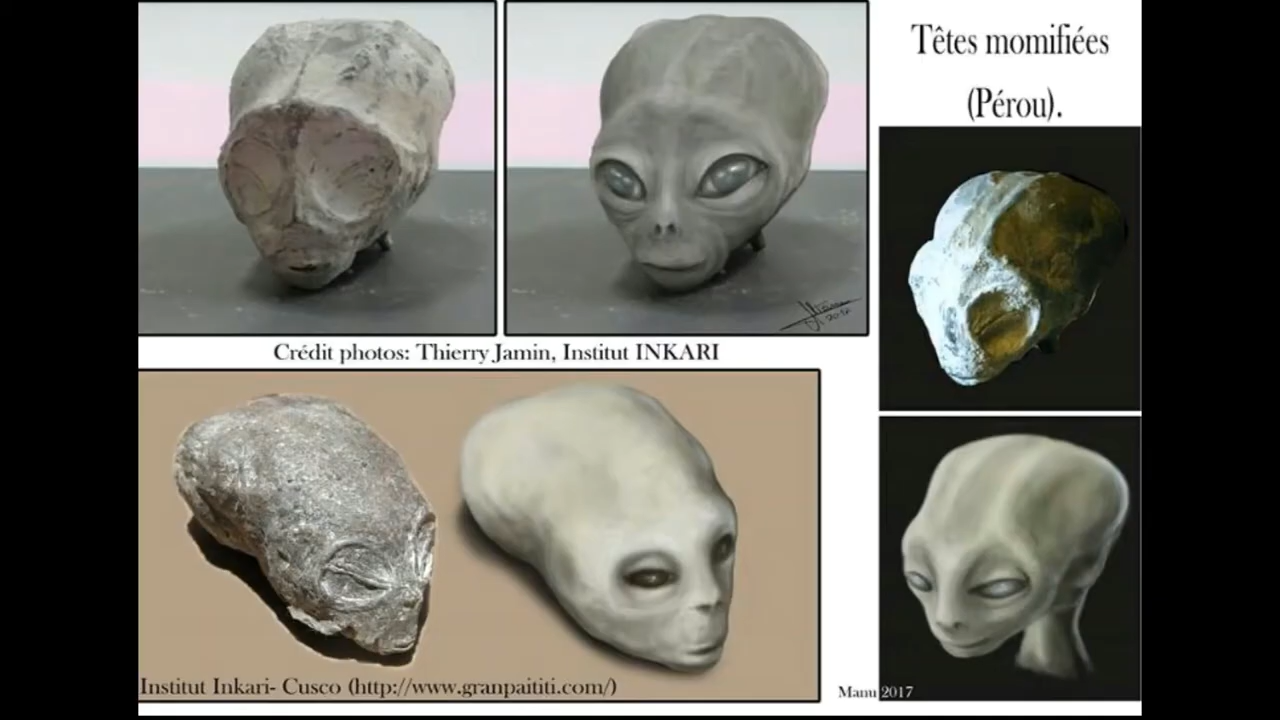 Têtes momifiées
(Pérou).
Crédit photos: Thierry Jamin, Institut INKARI
Institut Inkari- Cusco (http://www.granpaititi.com/)
Manu 2017